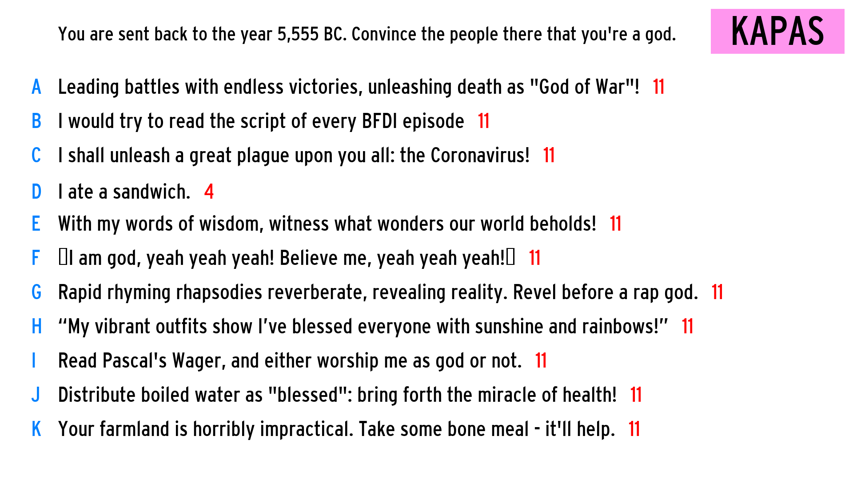 You are sent back to the year 5,555 BC. Convince the people there that you're a god.
KAPAS
A Leading battles with endless victories, unleashing death as "God of War"! 11
B I would try to read the script of every BFDI episode 11
C I shall unleash a great plague upon you all: the Coronavirus! 11
D I ate a sandwich. 4
E With my words of wisdom, witness what wonders our world beholds! 11
F ▯I am god, yeah yeah yeah! Believe me, yeah yeah yeah!▯ 11
G Rapid rhyming rhapsodies reverberate, revealing reality. Revel before a rap god. 11
H “My vibrant outfits show I’ve blessed everyone with sunshine and rainbows!” 11
I Read Pascal's Wager, and either worship me as god or not. 11
J Distribute boiled water as "blessed": bring forth the miracle of health! 11
K Your farmland is horribly impractical. Take some bone meal - it'll help. 11